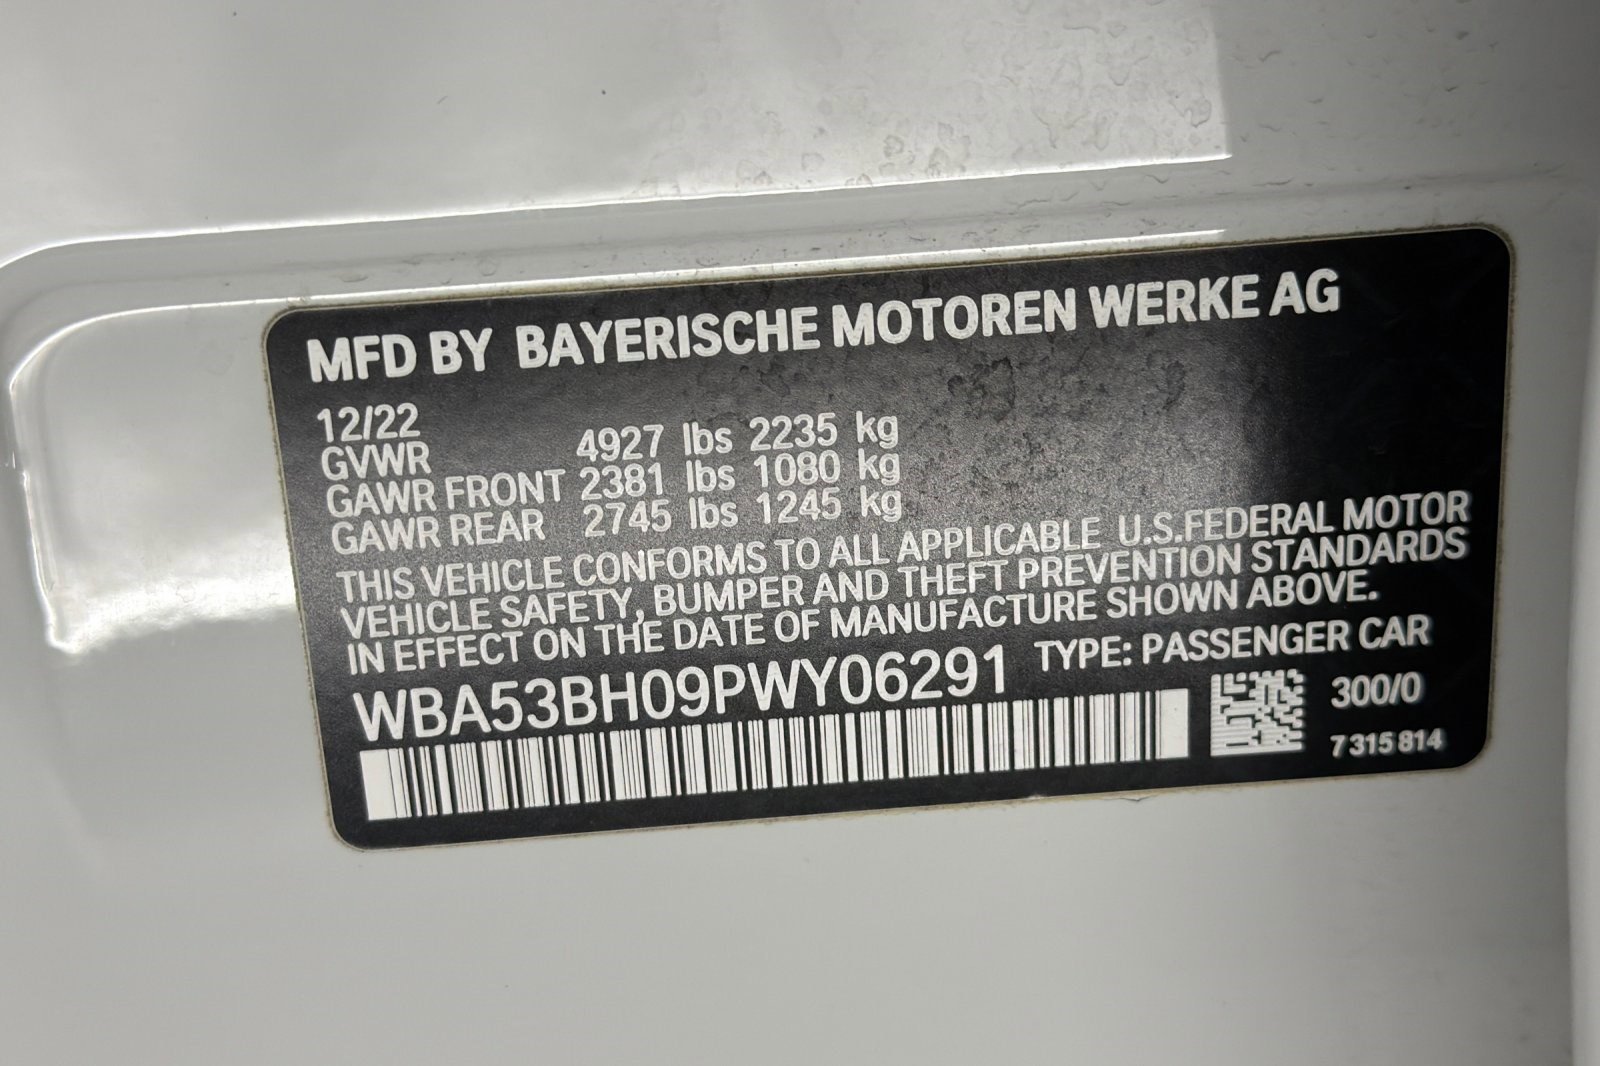 MFD BY BAYERISCHE MOTOREN WERKE AG
12/22
GVWR 4927 lbs 2235 kg
GAWR FRONT 2381 lbs 1080 kg
GAWR REAR 2745 lbs 1245 kg
THIS VEHICLE CONFORMS TO ALL APPLICABLE U.S.FEDERAL MOTOR
VEHICLE SAFETY, BUMPER AND THEFT PREVENTION STANDARDS
IN EFFECT ON THE DATE OF MANUFACTURE SHOWN ABOVE.
WBA53BH09PWY06291 TYPE: PASSENGER CAR
300/0
7 315 814